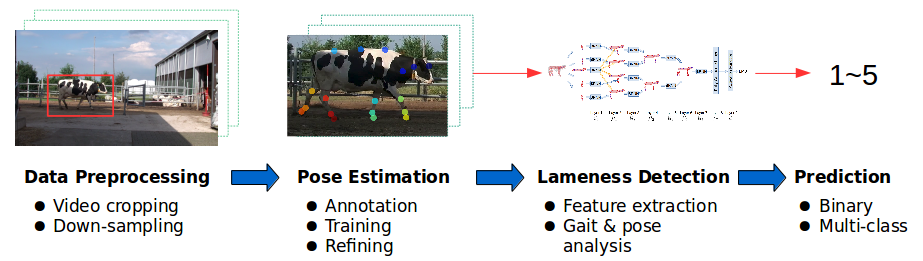 1~5
Data Preprocessing
Video cropping
Down-sampling
Pose Estimation
Annotation
Training
Refining
Lameness Detection
Feature extraction
Gait & pose
analysis
Prediction
Binary
Multi-class